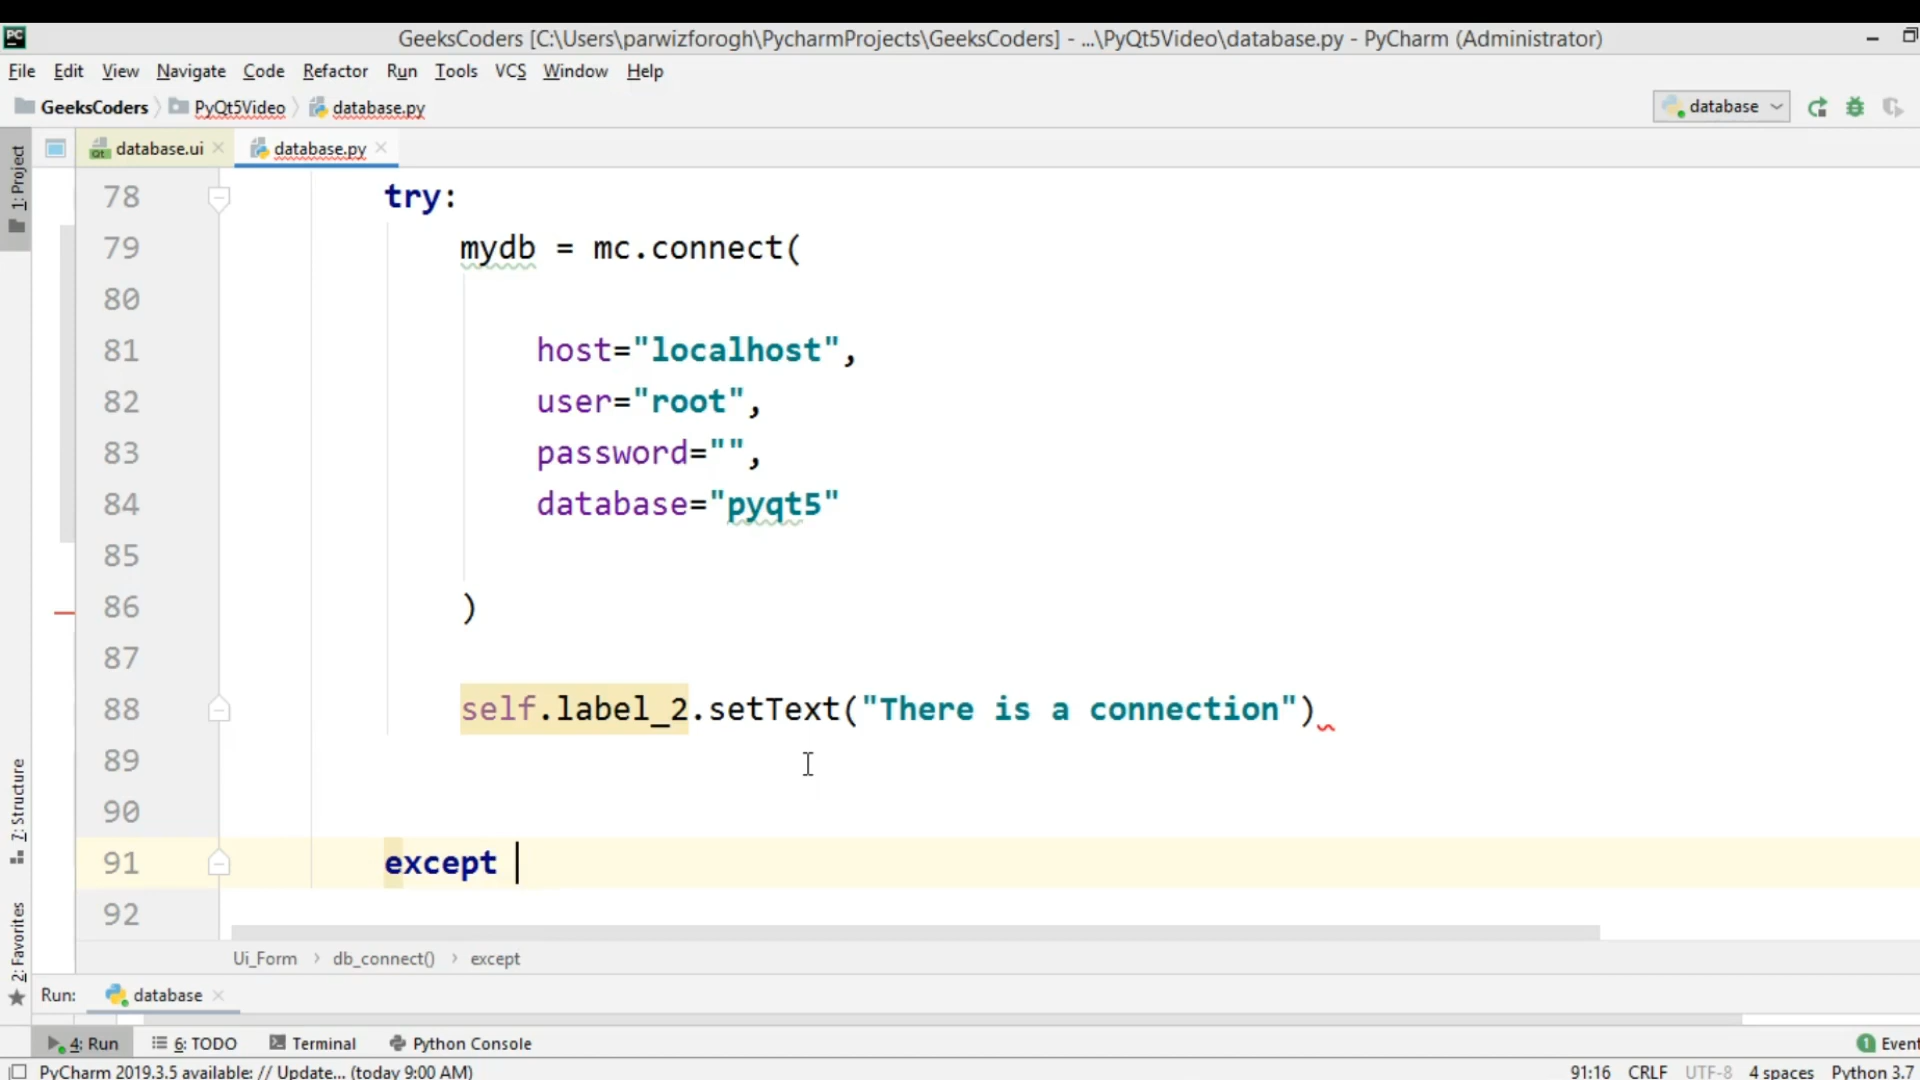 PC GeeksCoders [C:\Users\parwizforogh\PycharmProjects\GeeksCoders] - ...\PyQt5Video\database.py - PyCharm (Administrator)
File Edit View Navigate Code Refactor Run Tools VCS Window Help
GeeksCoders PyQt5Video database.py database
database.ui database.py
1: Project
78 try:
79 mydb = mc.connect(
80
81 host="localhost",
82 user="root",
83 password="",
84 database="pyqt5"
85
86 )
87
88 self.label_2.setText("There is a connection")
89
90
91 except
92
7: Structure
2: Favorites
Ui_Form db_connect() except
Run: database
4: Run 6: TODO Terminal Python Console 1 Event
PyCharm 2019.3.5 available: // Update... (today 9:00 AM) 91:16 CRLF UTF-8 4 spaces Python 3.7